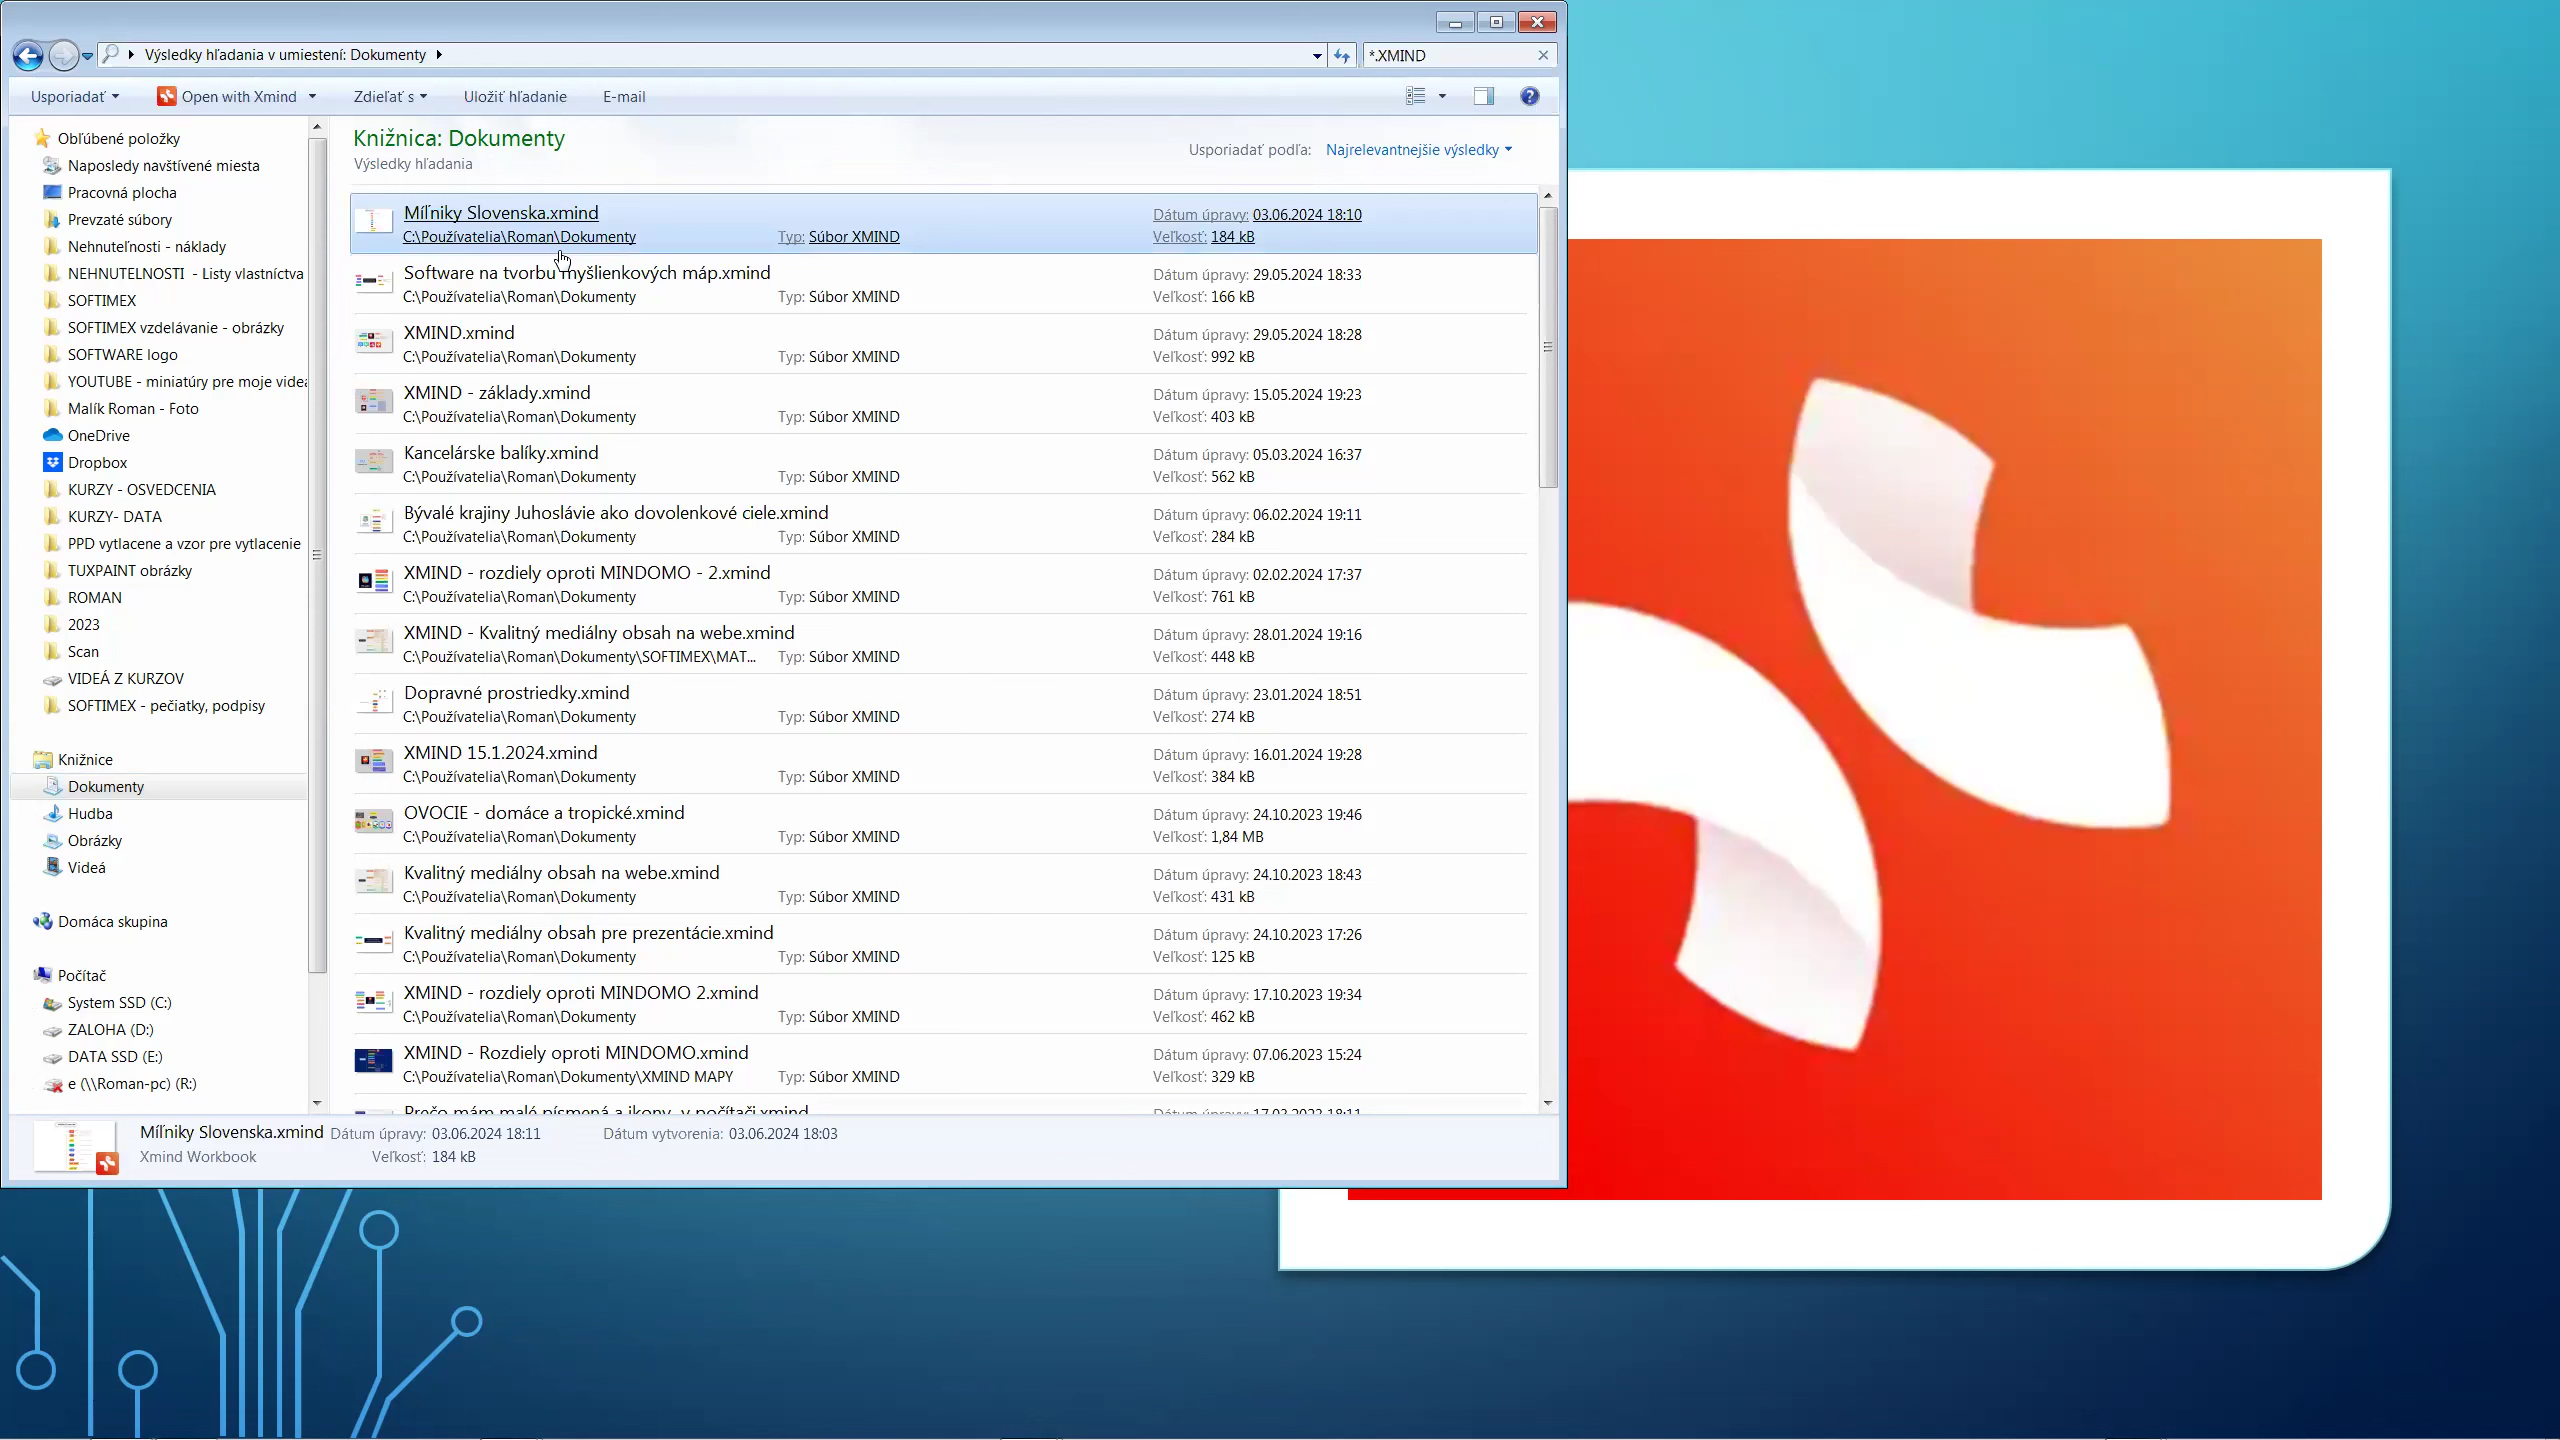 Výsledky hľadania v umiestení: Dokumenty
*.XMIND
Usporiadať
Open with Xmind
Zdieľať s
Uložiť hľadanie
E-mail
Obľúbené položky
Naposledy navštívené miesta
Pracovná plocha
Prevzaté súbory
Nehnuteľnosti - náklady
NEHNUTELNOSTI - Listy vlastníctva
SOFTIMEX
SOFTIMEX vzdelávanie - obrázky
SOFTWARE logo
YOUTUBE - miniatúry pre moje videá
Malík Roman - Foto
OneDrive
Dropbox
KURZY - OSVEDCENIA
KURZY- DATA
PPD vytlacene a vzor pre vytlacenie
TUXPAINT obrázky
ROMAN
2023
Scan
VIDEÁ Z KURZOV
SOFTIMEX - pečiatky, podpisy
Knižnice
Dokumenty
Hudba
Obrázky
Videá
Domáca skupina
Počítač
System SSD (C:)
ZALOHA (D:)
DATA SSD (E:)
e (\\Roman-pc) (R:)
Knižnica: Dokumenty
Výsledky hľadania
Usporiadať podľa: Najrelevantnejšie výsledky
Míľniky Slovenska.xmind Dátum úpravy: 03.06.2024 18:10
C:\Používatelia\Roman\Dokumenty Typ: Súbor XMIND Veľkosť: 184 kB
Software na tvorbu myšlienkových máp.xmind Dátum úpravy: 29.05.2024 18:33
C:\Používatelia\Roman\Dokumenty Typ: Súbor XMIND Veľkosť: 166 kB
XMIND.xmind Dátum úpravy: 29.05.2024 18:28
C:\Používatelia\Roman\Dokumenty Typ: Súbor XMIND Veľkosť: 992 kB
XMIND - základy.xmind Dátum úpravy: 15.05.2024 19:23
C:\Používatelia\Roman\Dokumenty Typ: Súbor XMIND Veľkosť: 403 kB
Kancelárske balíky.xmind Dátum úpravy: 05.03.2024 16:37
C:\Používatelia\Roman\Dokumenty Typ: Súbor XMIND Veľkosť: 562 kB
Bývalé krajiny Juhoslávie ako dovolenkové ciele.xmind Dátum úpravy: 06.02.2024 19:11
C:\Používatelia\Roman\Dokumenty Typ: Súbor XMIND Veľkosť: 284 kB
XMIND - rozdiely oproti MINDOMO - 2.xmind Dátum úpravy: 02.02.2024 17:37
C:\Používatelia\Roman\Dokumenty Typ: Súbor XMIND Veľkosť: 761 kB
XMIND - Kvalitný mediálny obsah na webe.xmind Dátum úpravy: 28.01.2024 19:16
C:\Používatelia\Roman\Dokumenty\SOFTIMEX\MAT... Typ: Súbor XMIND Veľkosť: 448 kB
Dopravné prostriedky.xmind Dátum úpravy: 23.01.2024 18:51
C:\Používatelia\Roman\Dokumenty Typ: Súbor XMIND Veľkosť: 274 kB
XMIND 15.1.2024.xmind Dátum úpravy: 16.01.2024 19:28
C:\Používatelia\Roman\Dokumenty Typ: Súbor XMIND Veľkosť: 384 kB
OVOCIE - domáce a tropické.xmind Dátum úpravy: 24.10.2023 19:46
C:\Používatelia\Roman\Dokumenty Typ: Súbor XMIND Veľkosť: 1,84 MB
Kvalitný mediálny obsah na webe.xmind Dátum úpravy: 24.10.2023 18:43
C:\Používatelia\Roman\Dokumenty Typ: Súbor XMIND Veľkosť: 431 kB
Kvalitný mediálny obsah pre prezentácie.xmind Dátum úpravy: 24.10.2023 17:26
C:\Používatelia\Roman\Dokumenty Typ: Súbor XMIND Veľkosť: 125 kB
XMIND - rozdiely oproti MINDOMO 2.xmind Dátum úpravy: 17.10.2023 19:34
C:\Používatelia\Roman\Dokumenty Typ: Súbor XMIND Veľkosť: 462 kB
XMIND - Rozdiely oproti MINDOMO.xmind Dátum úpravy: 07.06.2023 15:24
C:\Používatelia\Roman\Dokumenty\XMIND MAPY Typ: Súbor XMIND Veľkosť: 329 kB
Prečo mám malé písmená a ikony v počítači.xmind Dátum úpravy: 17.03.2023 18:11
Míľniky Slovenska.xmind Dátum úpravy: 03.06.2024 18:11 Dátum vytvorenia: 03.06.2024 18:03
Xmind Workbook Veľkosť: 184 kB